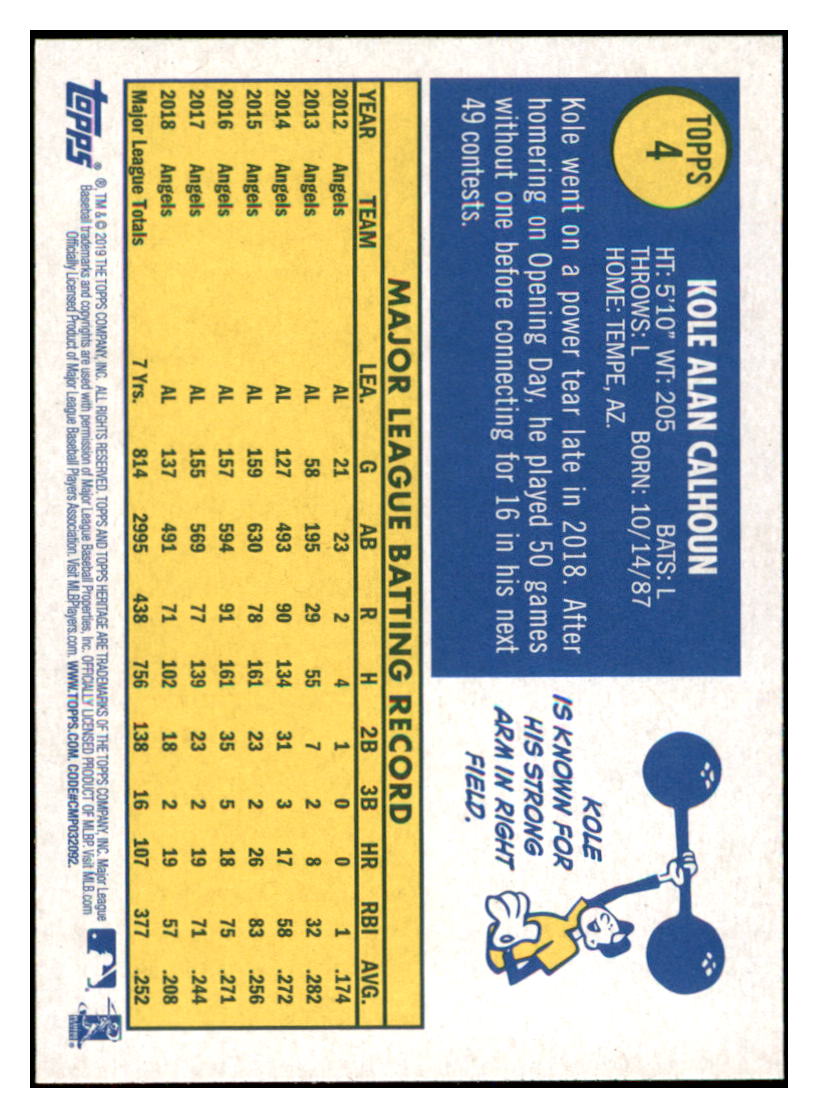 TOPPS
4
KOLE ALAN CALHOUN
HT: 5'10" WT: 205 BATS: L
THROWS: L BORN: 10/14/87
HOME: TEMPE, AZ.
Kole went on a power tear late in 2018. After
homering on Opening Day, he played 50 games
without one before connecting for 16 in his next
49 contests.
KOLE
IS KNOWN FOR
HIS STRONG
ARM IN RIGHT
FIELD.
MAJOR LEAGUE BATTING RECORD
YEAR TEAM LEA. G AB R H 2B 3B HR RBI AVG.
2012 Angels AL 21 23 2 4 1 0 0 1 .174
2013 Angels AL 58 195 29 55 7 2 8 32 .282
2014 Angels AL 127 493 90 134 31 3 17 58 .272
2015 Angels AL 159 630 78 161 23 2 26 83 .256
2016 Angels AL 157 594 91 161 35 5 18 75 .271
2017 Angels AL 155 569 77 139 23 2 19 71 .244
2018 Angels AL 137 491 71 102 18 2 19 57 .208
Major League Totals 7 Yrs. 814 2995 438 756 138 16 107 377 .252
topps®
®, TM & © 2019 THE TOPPS COMPANY, INC. ALL RIGHTS RESERVED. TOPPS AND TOPPS HERITAGE ARE TRADEMARKS OF THE TOPPS COMPANY, INC. Major League
Baseball trademarks and copyrights are used with permission of Major League Baseball Properties, Inc. OFFICIALLY LICENSED PRODUCT OF MLBP. Visit MLB.com
Officially Licensed Product of Major League Baseball Players Association. Visit MLBPlayers.com. WWW.TOPPS.COM. CODE#CMP032092.